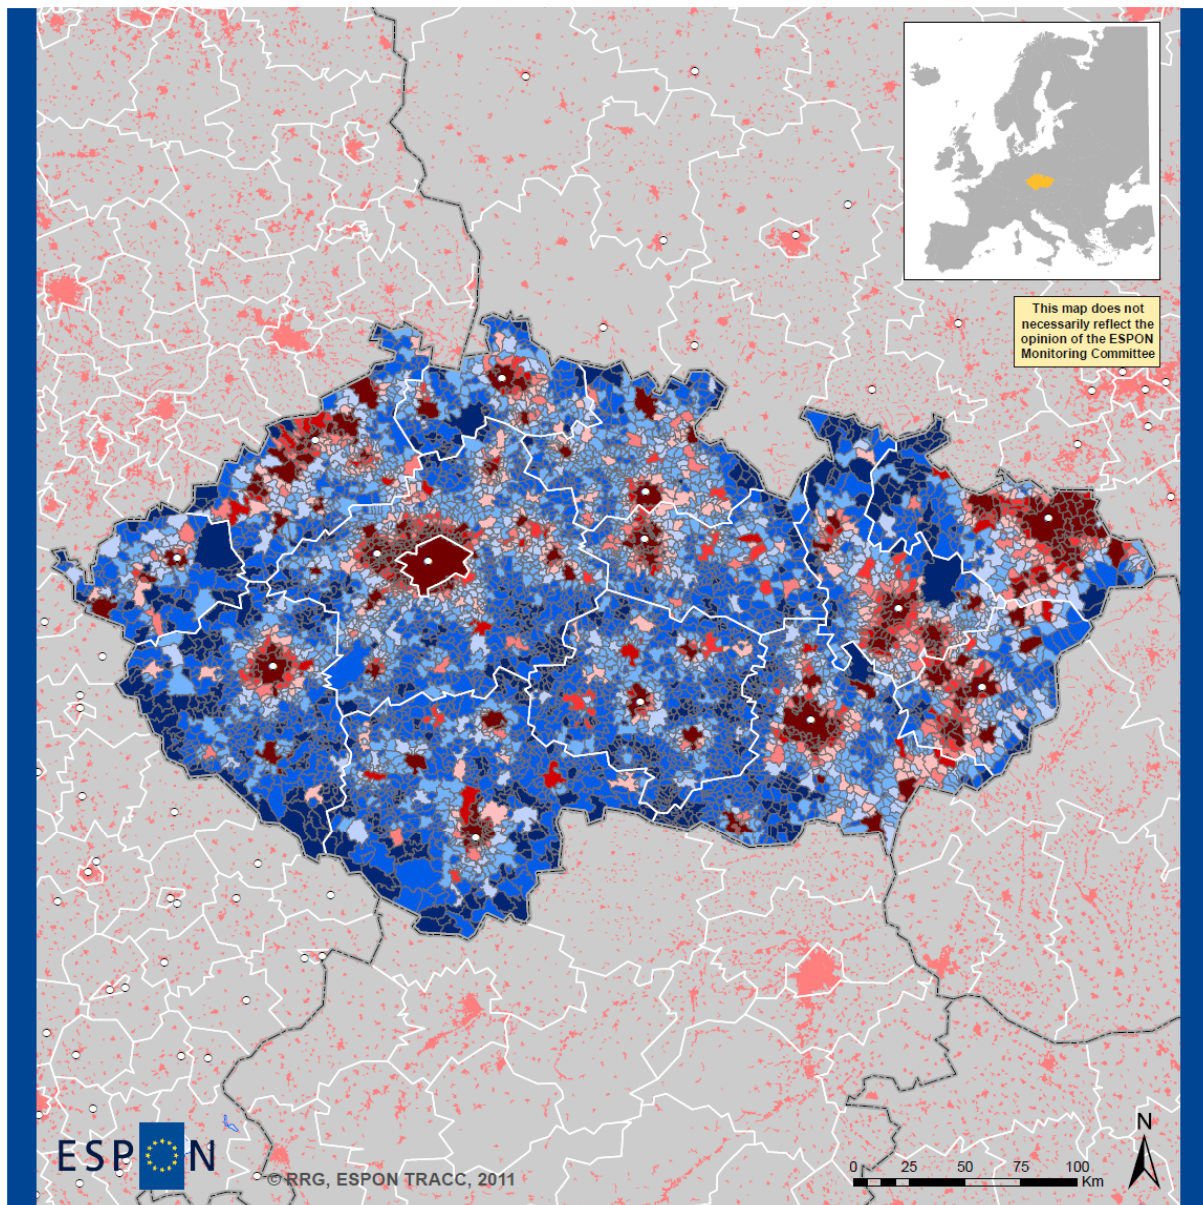 This map does not
necessarily reflect the
opinion of the ESPON
Monitoring Committee
ESPON
© RRG, ESPON TRACC, 2011
0 25 50 75 100
Km
N